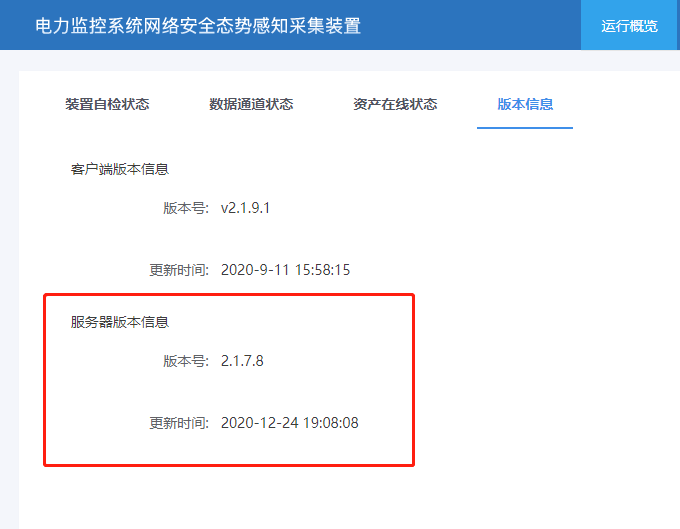 电力监控系统网络安全态势感知采集装置 运行概览
装置自检状态 数据通道状态 资产在线状态 版本信息
客户端版本信息
版本号: v2.1.9.1
更新时间: 2020-9-11 15:58:15
服务器版本信息
版本号: 2.1.7.8
更新时间: 2020-12-24 19:08:08